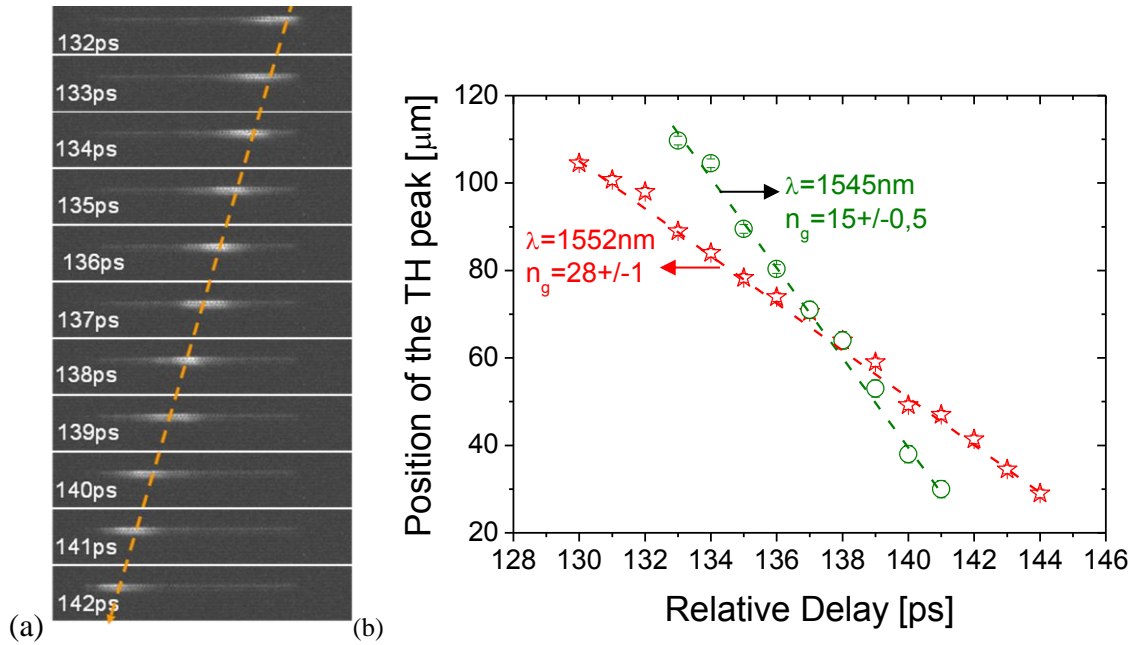 132ps
133ps
134ps
135ps
136ps
137ps
138ps
139ps
140ps
141ps
142ps
(a)
Position of the TH peak [μm]
120
100
80
60
40
20
λ=1545nm
n_g=15+/-0,5
λ=1552nm
n_g=28+/-1
128 130 132 134 136 138 140 142 144 146
Relative Delay [ps]
(b)